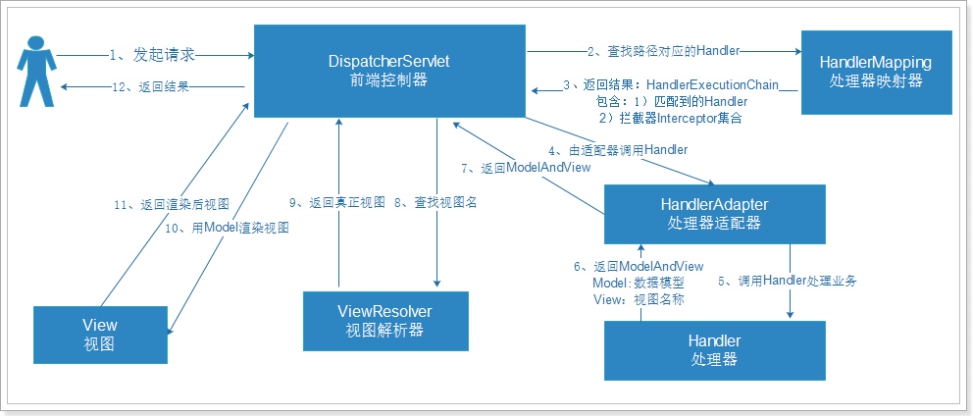 1、发起请求
12、返回结果
DispatcherServlet
前端控制器
2、查找路径对应的Handler
3、返回结果：HandlerExecutionChain
包含：1）匹配到的Handler
2）拦截器Interceptor集合
HandlerMapping
处理器映射器
4、由适配器调用Handler
7、返回ModelAndView
HandlerAdapter
处理器适配器
11、返回渲染后视图
10、用Model渲染视图
9、返回真正视图
8、查找视图名
6、返回ModelAndView
Model:数据模型
View：视图名称
5、调用Handler处理业务
View
视图
ViewResolver
视图解析器
Handler
处理器